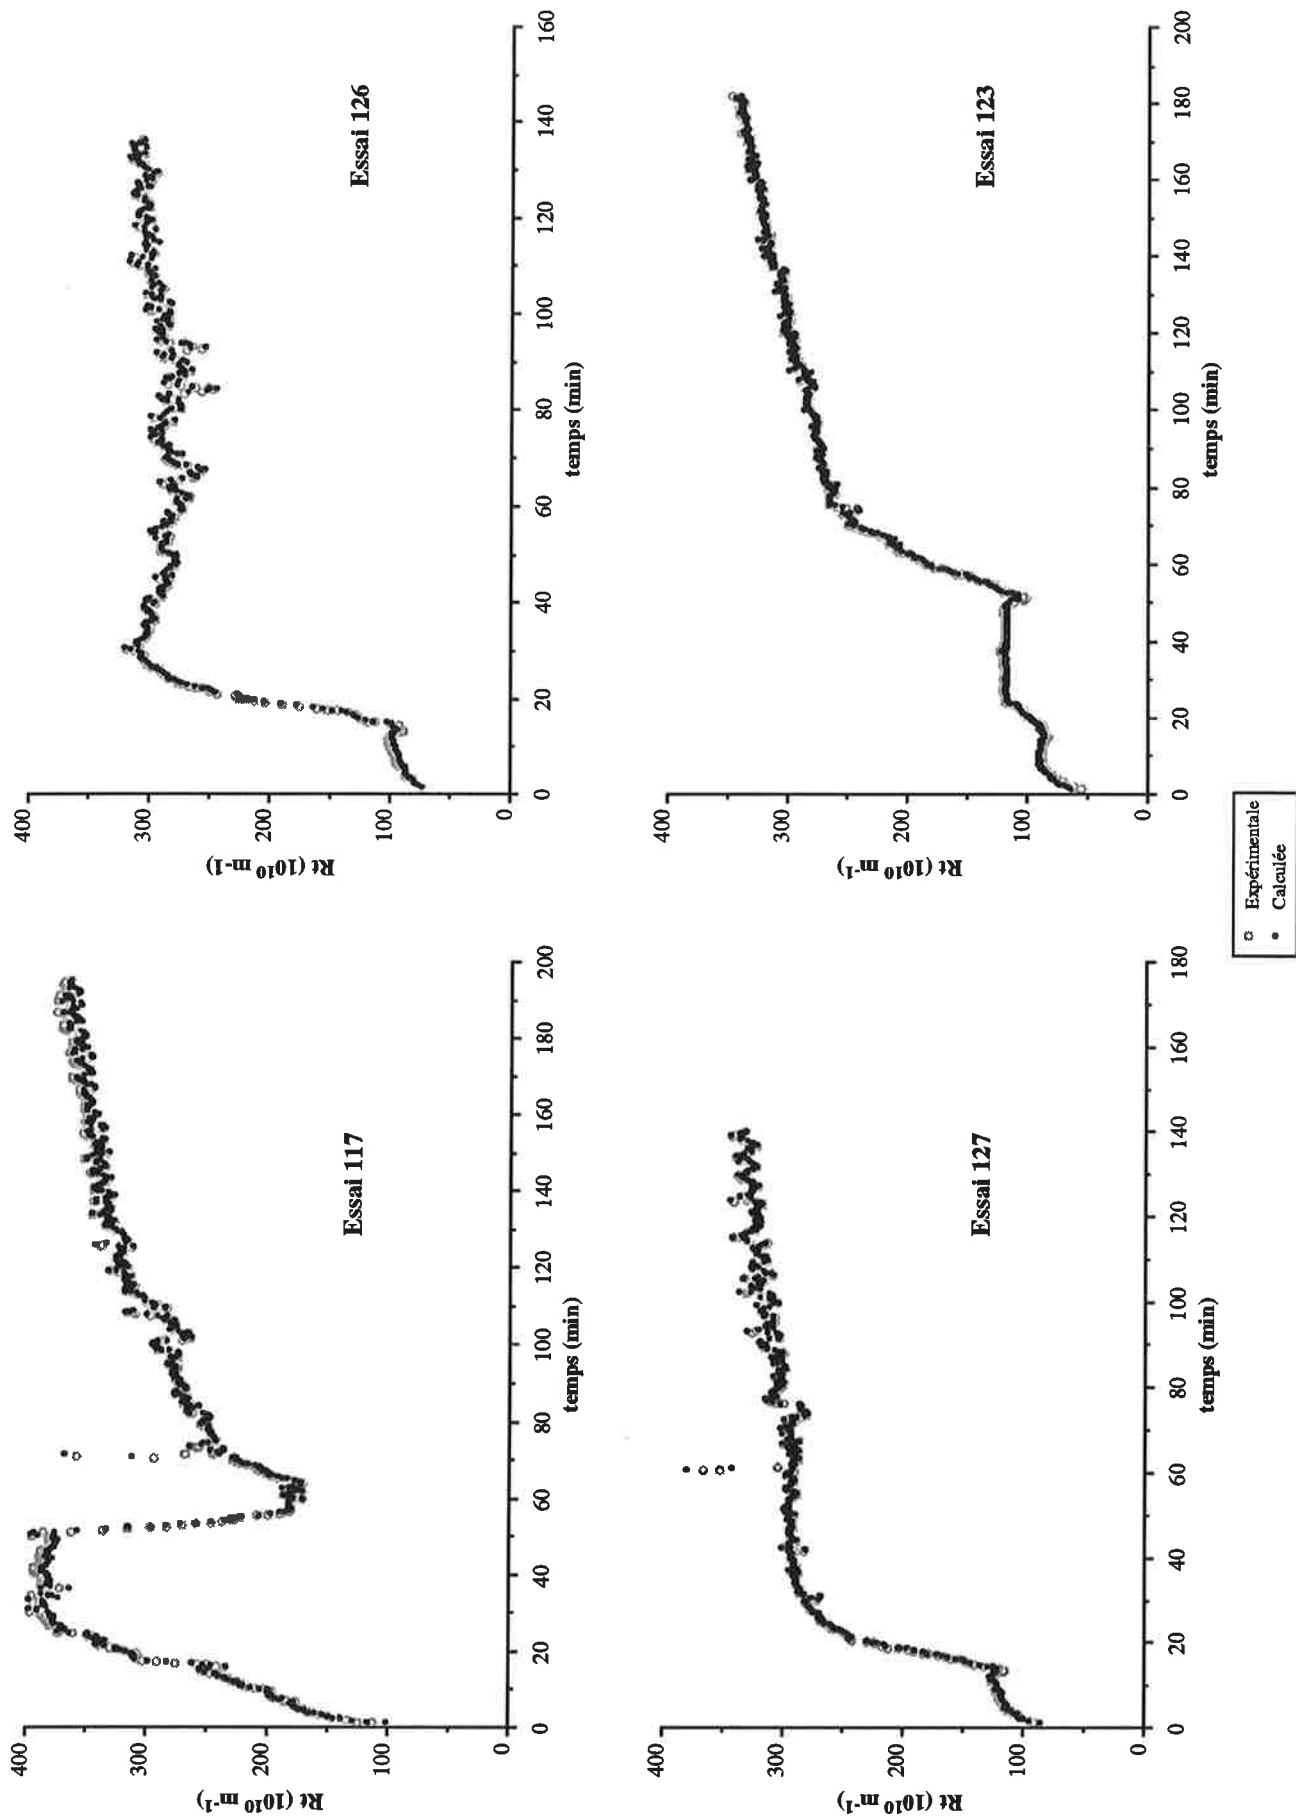 Rt (10¹⁰ m⁻¹)
400
300
200
100
0
Essai 117
0 20 40 60 80 100 120 140 160 180 200
temps (min)
Rt (10¹⁰ m-1)
400
300
200
100
0
Essai 126
0 20 40 60 80 100 120 140 160
temps (min)
Rt (10¹⁰ m⁻¹)
400
300
200
100
0
Essai 127
0 20 40 60 80 100 120 140 160 180
temps (min)
Rt (10¹⁰ m⁻¹)
400
300
200
100
0
Essai 123
0 20 40 60 80 100 120 140 160 180 200
temps (min)
Expérimentale
Calculée